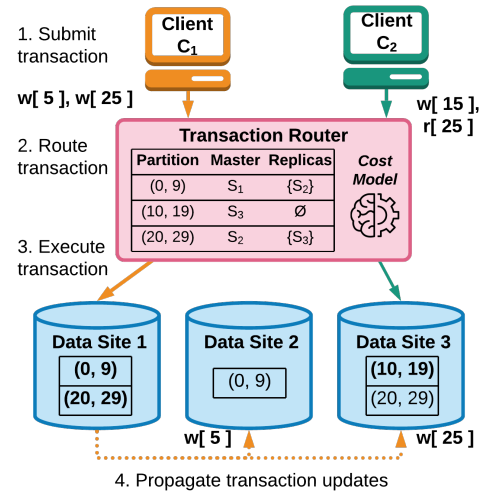 1. Submit
transaction
Client
C1
Client
C2
w[ 5 ], w[ 25 ]
w[ 15 ],
r[ 25 ]
2. Route
transaction
Transaction Router
Partition Master Replicas
(0, 9) S1 {S2}
(10, 19) S3 Ø
(20, 29) S2 {S3}
Cost
Model
3. Execute
transaction
Data Site 1
(0, 9)
(20, 29)
Data Site 2
(0, 9)
Data Site 3
(10, 19)
(20, 29)
w[ 5 ]
w[ 25 ]
4. Propagate transaction updates